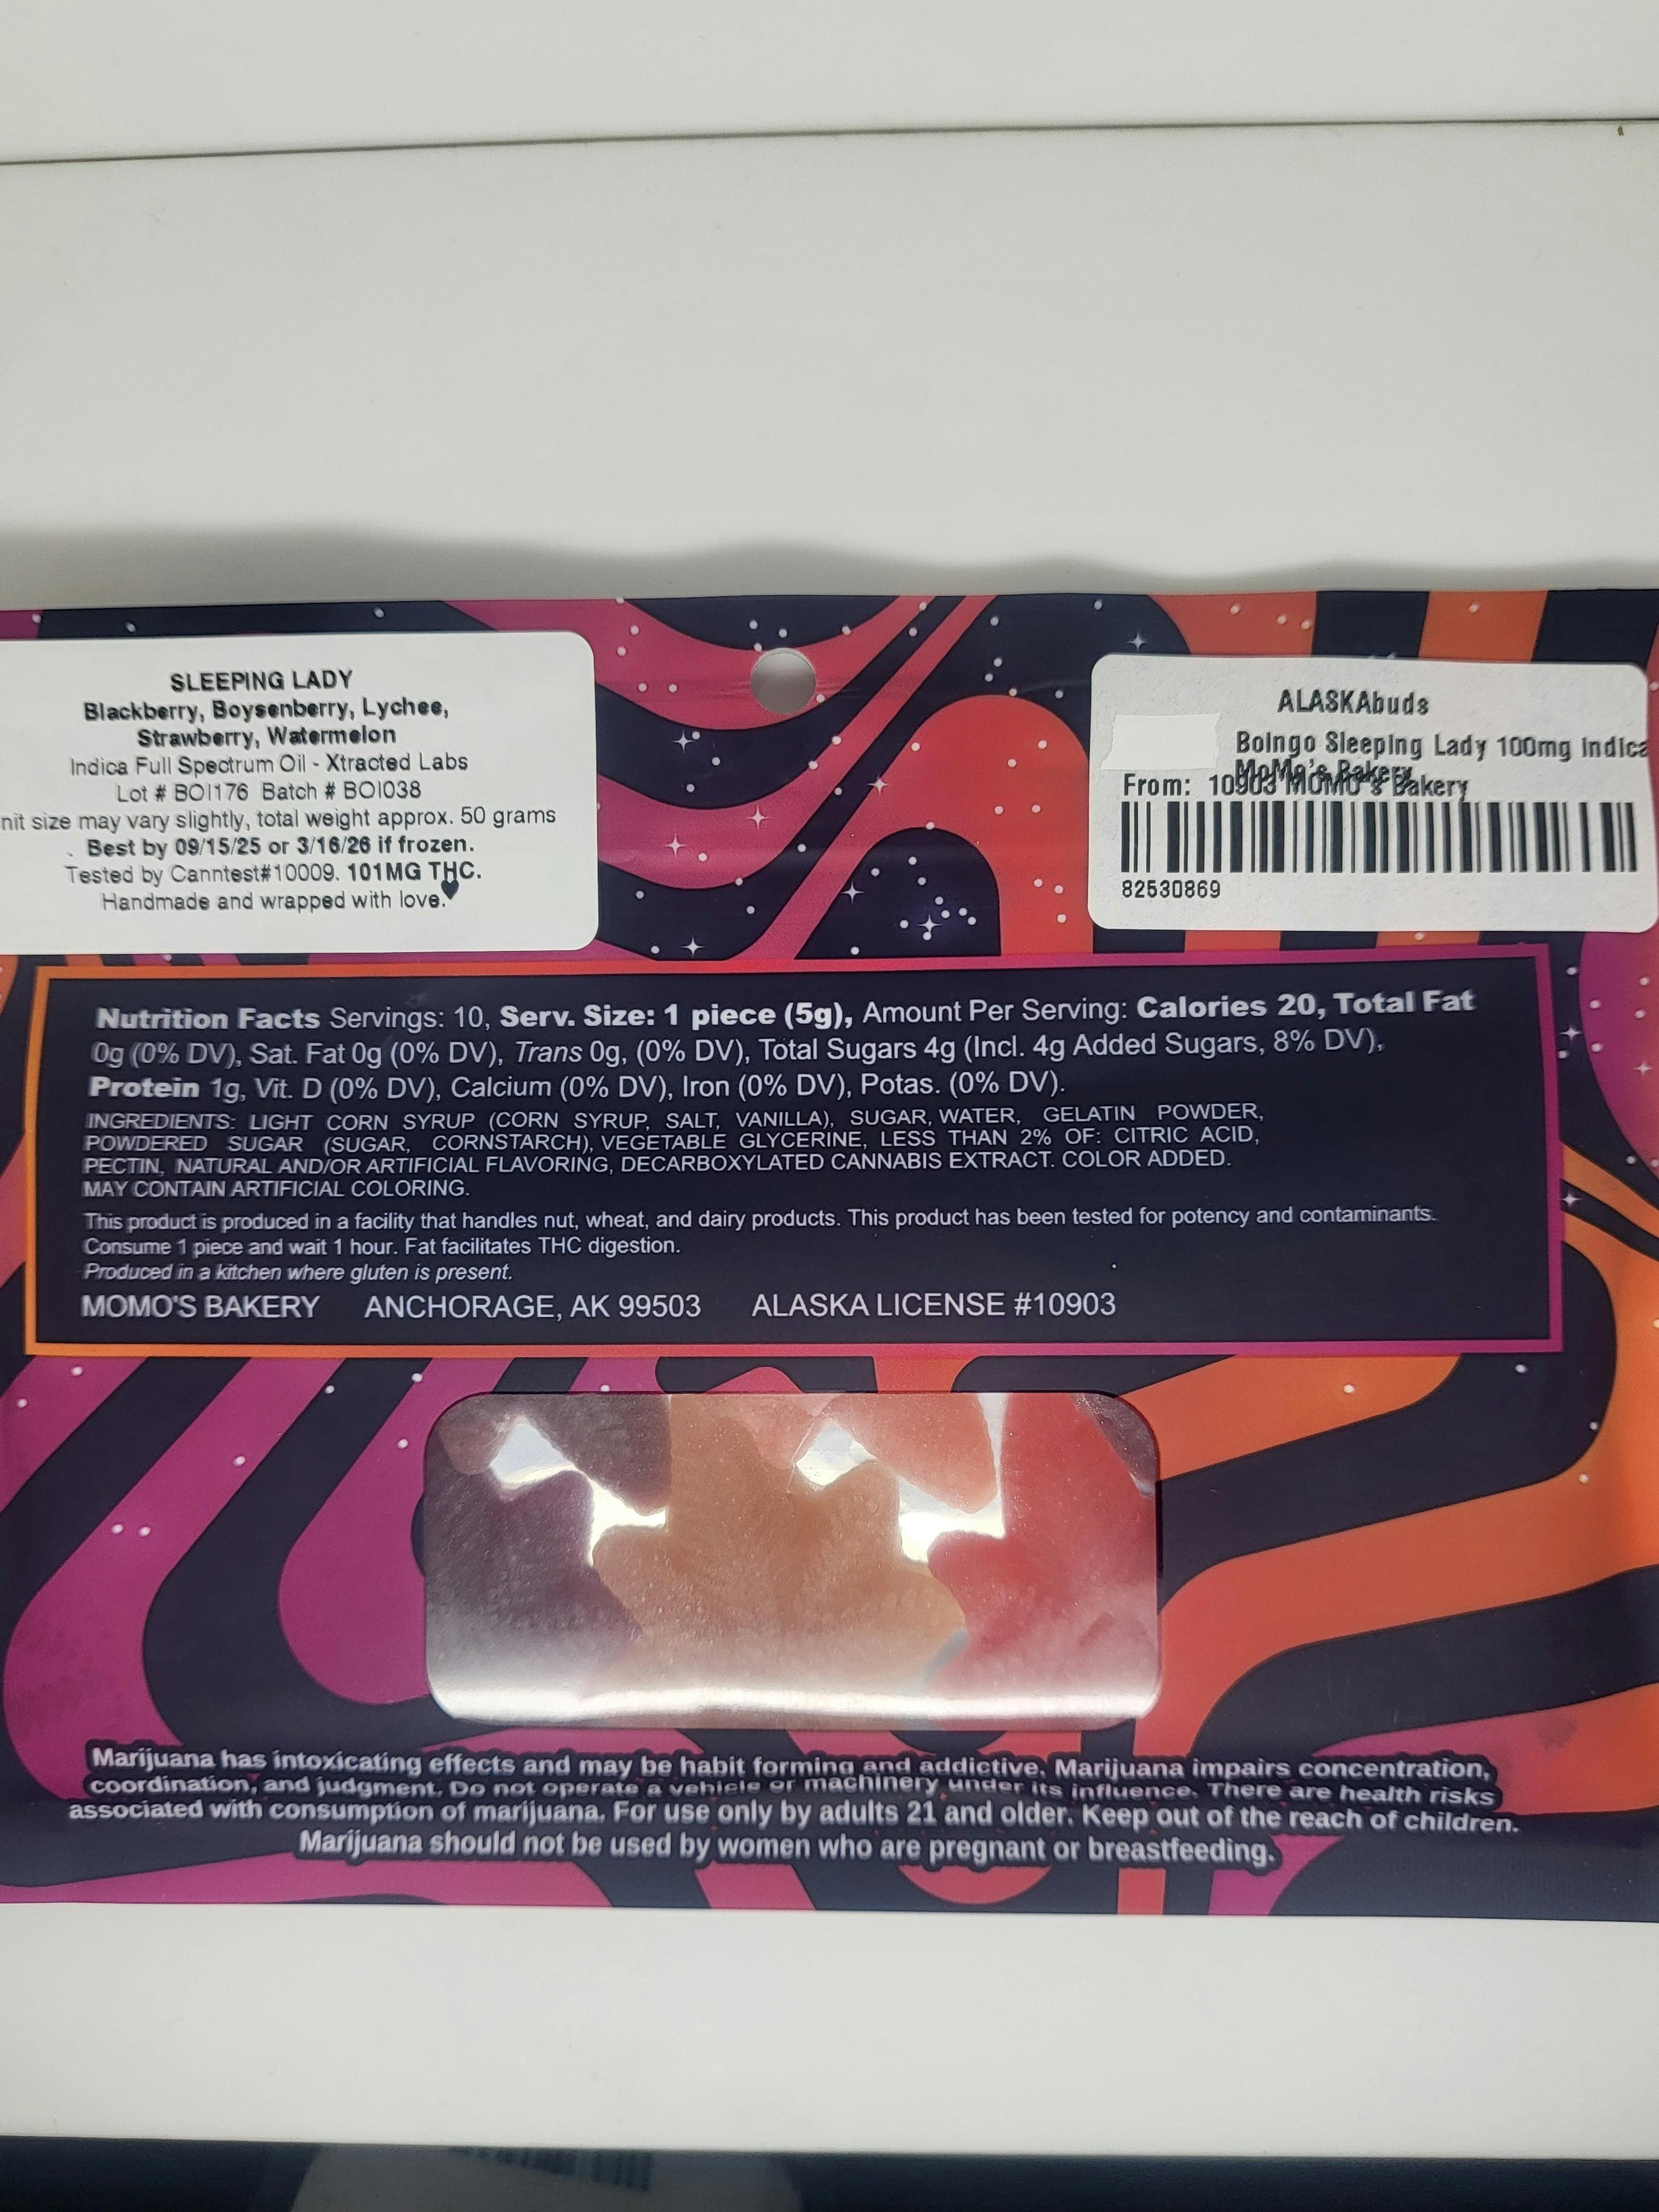 SLEEPING LADY
Blackberry, Boysenberry, Lychee,
Strawberry, Watermelon
Indica Full Spectrum Oil - Xtracted Labs
Lot # BOI176 Batch # BOI038
nit size may vary slightly, total weight approx. 50 grams
. Best by 09/15/25 or 3/16/26 if frozen.
Tested by Canntest#10009. 101MG THC.
Handmade and wrapped with love.♥
ALASKAbuds
Boingo Sleeping Lady 100mg Indica
MoMo's Bakery
From: 10903 MOMO's Bakery
82530869
Nutrition Facts Servings: 10, Serv. Size: 1 piece (5g), Amount Per Serving: Calories 20, Total Fat
0g (0% DV), Sat. Fat 0g (0% DV), Trans 0g, (0% DV), Total Sugars 4g (Incl. 4g Added Sugars, 8% DV),
Protein 1g, Vit. D (0% DV), Calcium (0% DV), Iron (0% DV), Potas. (0% DV).
INGREDIENTS: LIGHT CORN SYRUP (CORN SYRUP, SALT, VANILLA), SUGAR, WATER, GELATIN POWDER,
POWDERED SUGAR (SUGAR, CORNSTARCH), VEGETABLE GLYCERINE, LESS THAN 2% OF: CITRIC ACID,
PECTIN, NATURAL AND/OR ARTIFICIAL FLAVORING, DECARBOXYLATED CANNABIS EXTRACT. COLOR ADDED.
MAY CONTAIN ARTIFICIAL COLORING.
This product is produced in a facility that handles nut, wheat, and dairy products. This product has been tested for potency and contaminants.
Consume 1 piece and wait 1 hour. Fat facilitates THC digestion.
Produced in a kitchen where gluten is present.
MOMO'S BAKERY ANCHORAGE, AK 99503 ALASKA LICENSE #10903
Marijuana has intoxicating effects and may be habit forming and addictive. Marijuana impairs concentration,
coordination, and judgment. Do not operate a vehicle or machinery under its influence. There are health risks
associated with consumption of marijuana. For use only by adults 21 and older. Keep out of the reach of children.
Marijuana should not be used by women who are pregnant or breastfeeding.